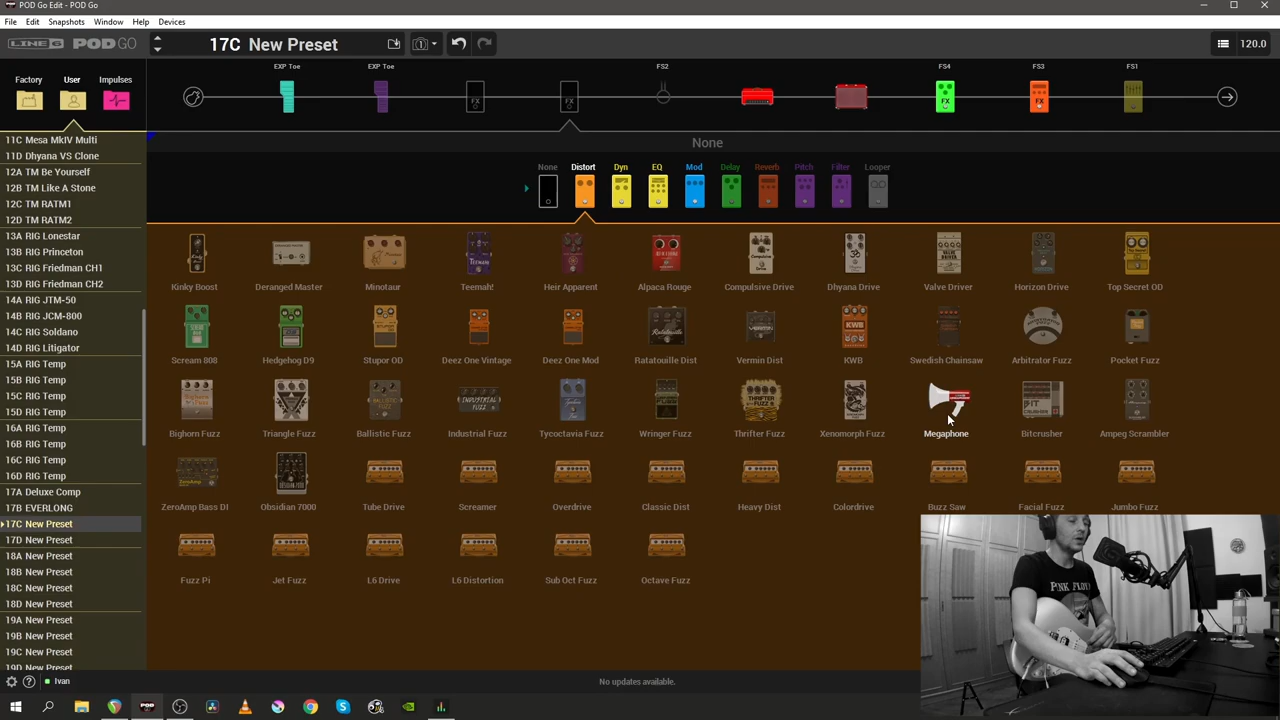 POD Go Edit - POD Go
File Edit Snapshots Window Help Devices
LINE 6 POD GO
17C New Preset
120.0
Factory User Impulses
EXP Toe EXP Toe FS2 FS4 FS3 FS1
FX FX FX FX
None
None Distort Dyn EQ Mod Delay Reverb Pitch Filter Looper
11C Mesa MkIV Multi
11D Dhyana VS Clone
12A TM Be Yourself
12B TM Like A Stone
12C TM RATM1
12D TM RATM2
13A RIG Lonestar
13B RIG Princeton
13C RIG Friedman CH1
13D RIG Friedman CH2
14A RIG JTM-50
14B RIG JCM-800
14C RIG Soldano
14D RIG Litigator
15A RIG Temp
15B RIG Temp
15C RIG Temp
15D RIG Temp
16A RIG Temp
16B RIG Temp
16C RIG Temp
16D RIG Temp
17A Deluxe Comp
17B EVERLONG
17C New Preset
17D New Preset
18A New Preset
18B New Preset
18C New Preset
18D New Preset
19A New Preset
19B New Preset
19C New Preset
19D New Preset
Kinky Boost Deranged Master Minotaur Teemah! Heir Apparent Alpaca Rouge Compulsive Drive Dhyana Drive Valve Driver Horizon Drive Top Secret OD
Scream 808 Hedgehog D9 Stupor OD Deez One Vintage Deez One Mod Ratatouille Dist Vermin Dist KWB Swedish Chainsaw Arbitrator Fuzz Pocket Fuzz
Bighorn Fuzz Triangle Fuzz Ballistic Fuzz Industrial Fuzz Tycoctavia Fuzz Wringer Fuzz Thrifter Fuzz Xenomorph Fuzz Megaphone Bitcrusher Ampeg Scrambler
ZeroAmp Bass DI Obsidian 7000 Tube Drive Screamer Overdrive Classic Dist Heavy Dist Colordrive Buzz Saw Facial Fuzz Jumbo Fuzz
Fuzz Pi Jet Fuzz L6 Drive L6 Distortion Sub Oct Fuzz Octave Fuzz
PINK FLOYD
Ivan
No updates available.